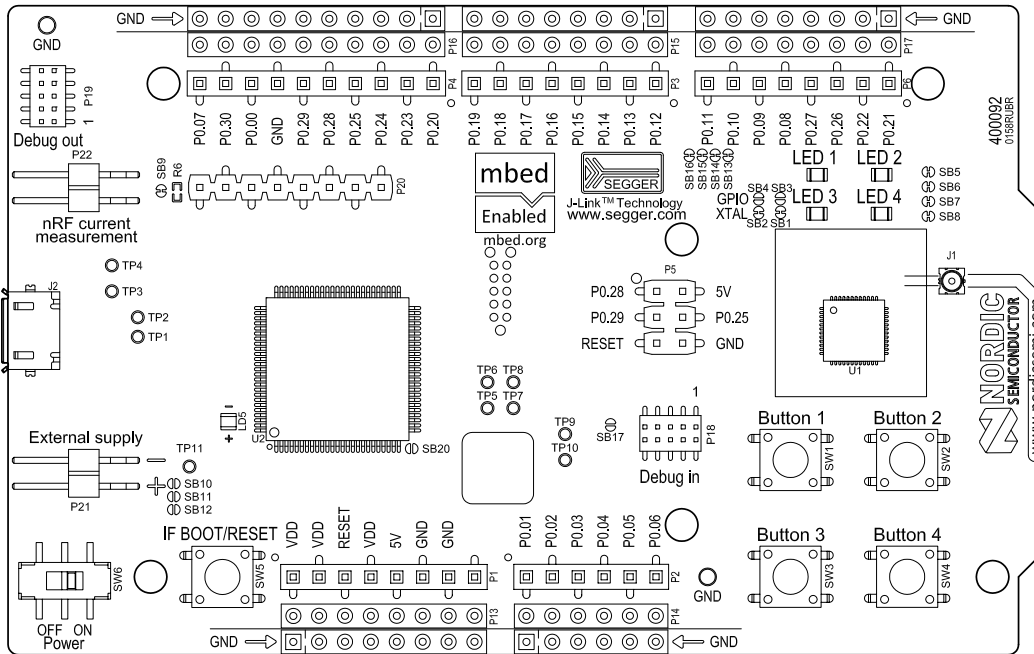 GND
GND
P16
P15
P17
GND
P4
P3
P6
P19
1
Debug out
P0.07
P0.30
P0.00
GND
P0.29
P0.28
P0.25
P0.24
P0.23
P0.20
P0.19
P0.18
P0.17
P0.16
P0.15
P0.14
P0.13
P0.12
P0.11
P0.10
P0.09
P0.08
P0.27
P0.26
P0.22
P0.21
400092
0158RUBR
P22
nRF current
measurement
SB9
R6
P20
mbed
Enabled
mbed.org
SEGGER
J-Link™ Technology
www.segger.com
SB16
SB15
SB14
SB13
LED 1
LED 2
LED 3
LED 4
SB4
SB3
GPIO
XTAL
SB2
SB1
SB5
SB6
SB7
SB8
TP4
TP3
TP2
TP1
J2
P5
P0.28
5V
P0.29
P0.25
RESET
GND
J1
U1
NORDIC
SEMICONDUCTOR
TP6
TP8
TP5
TP7
LD5
-
+
U2
SB20
TP9
TP10
SB17
1
P18
Debug in
Button 1
SW1
Button 2
SW2
External supply
P21
−
+
TP11
SB10
SB11
SB12
IF BOOT/RESET
SW5
VDD
VDD
RESET
VDD
5V
GND
GND
P1
P0.01
P0.02
P0.03
P0.04
P0.05
P0.06
P2
GND
Button 3
SW3
Button 4
SW4
SW6
OFF ON
Power
P13
P14
GND
GND